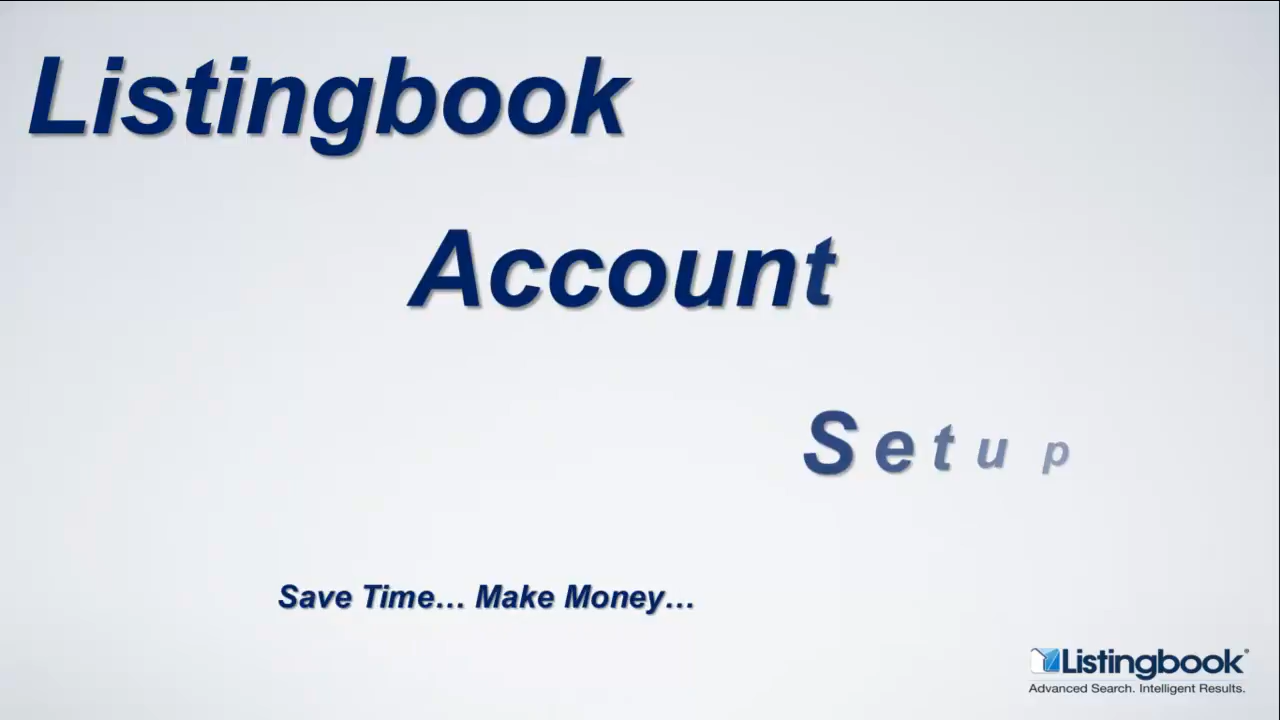 Listingbook
Account
Setup
Save Time... Make Money...
Listingbook®
Advanced Search. Intelligent Results.